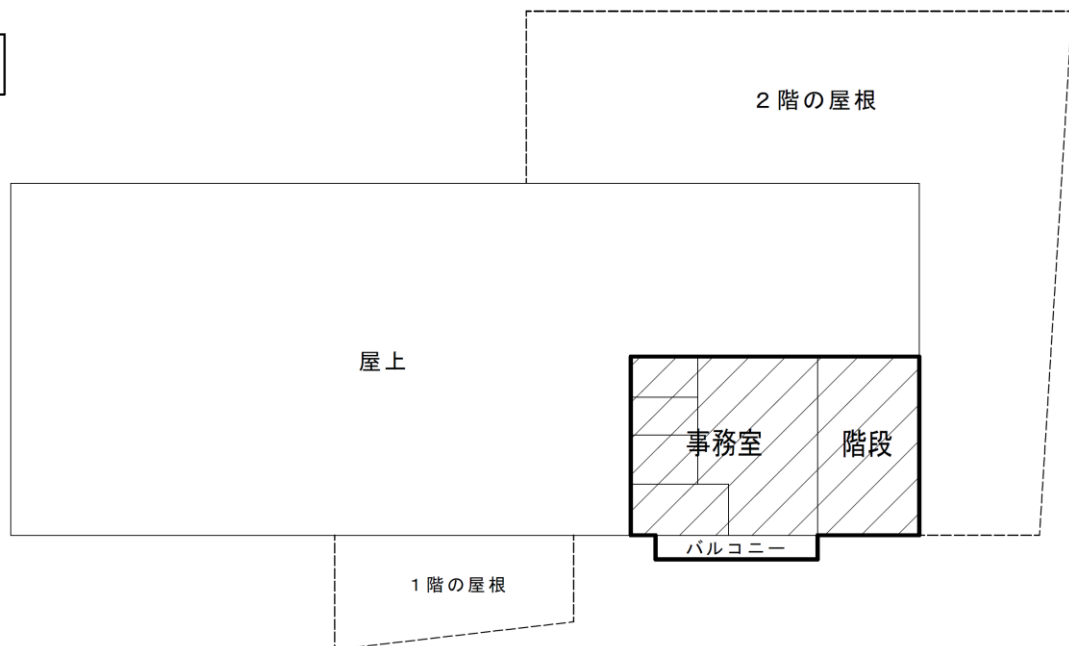 ２階の屋根
屋上
事務室
階段
バルコニー
１階の屋根